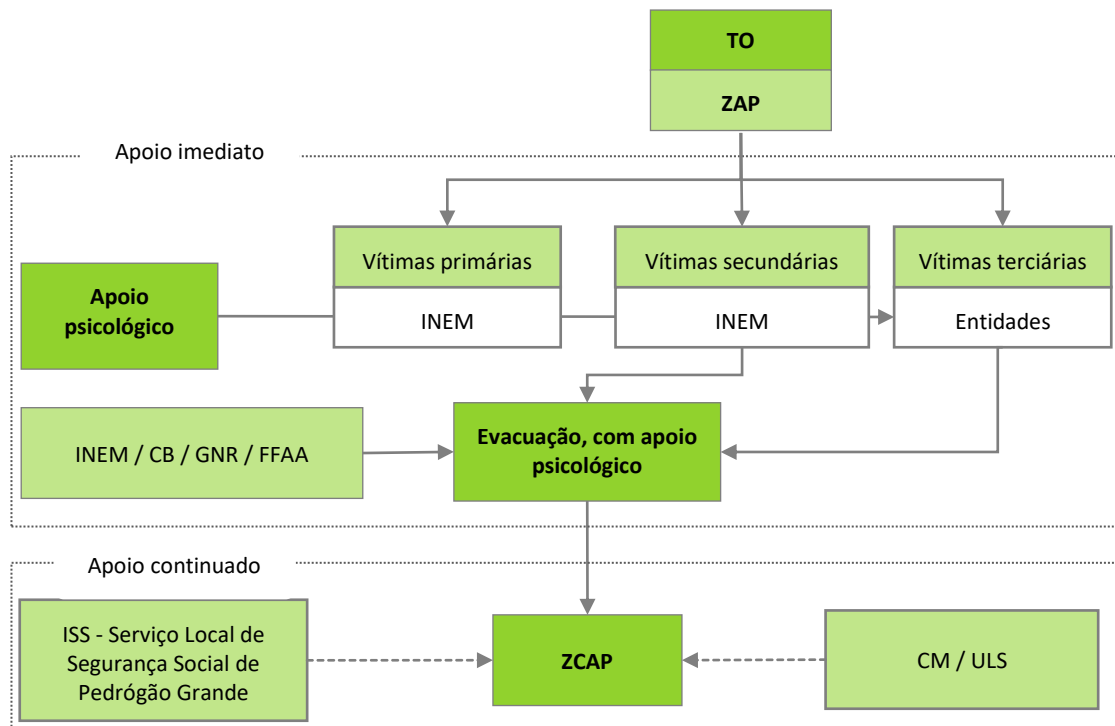 TO
ZAP
Apoio imediato
Vítimas primárias
Vítimas secundárias
Vítimas terciárias
Apoio
psicológico
INEM
INEM
Entidades
INEM / CB / GNR / FFAA
Evacuação, com apoio
psicológico
Apoio continuado
ISS - Serviço Local de
Segurança Social de
Pedrógão Grande
ZCAP
CM / ULS